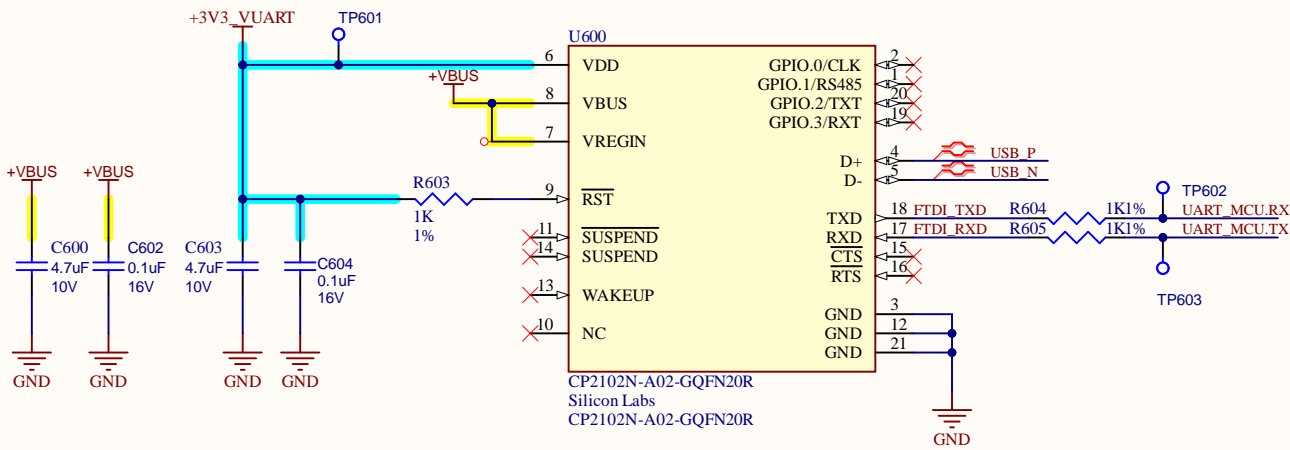 +3V3_VUART
TP601
U600
6
VDD
+VBUS
8
VBUS
7
VREGIN
9
RST
11
SUSPEND
14
SUSPEND
13
WAKEUP
10
NC
GPIO.0/CLK
2
GPIO.1/RS485
1
GPIO.2/TXT
20
GPIO.3/RXT
19
D+
4
USB_P
D-
5
USB_N
TXD
18
FTDI_TXD
R604
1K1%
TP602
UART_MCU.RX
RXD
17
FTDI_RXD
R605
1K1%
UART_MCU.TX
TP603
CTS
15
RTS
16
GND
3
GND
12
GND
21
GND
+VBUS
C600
4.7uF
10V
GND
+VBUS
C602
0.1uF
16V
GND
C603
4.7uF
10V
GND
C604
0.1uF
16V
GND
R603
1K
1%
CP2102N-A02-GQFN20R
Silicon Labs
CP2102N-A02-GQFN20R